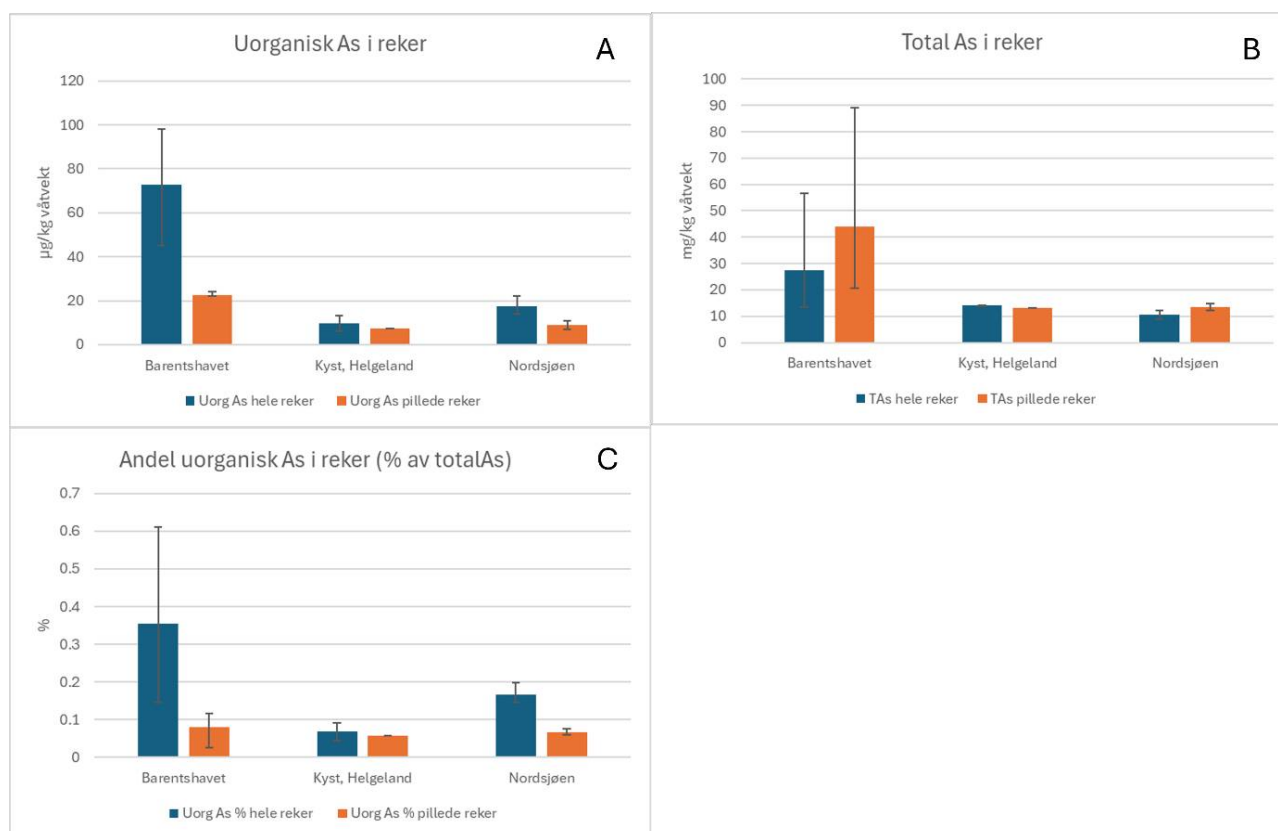 Uorganisk As i reker
A
120
100
80
60
40
20
0
µg/kg våtvekt
Barentshavet Kyst, Helgeland Nordsjøen
Uorg As hele reker Uorg As pillede reker
Total As i reker
B
100
90
80
70
60
50
40
30
20
10
0
mg/kg våtvekt
Barentshavet Kyst, Helgeland Nordsjøen
TAs hele reker TAs pillede reker
Andel uorganisk As i reker (% av totalAs)
C
0.7
0.6
0.5
0.4
0.3
0.2
0.1
0
%
Barentshavet Kyst, Helgeland Nordsjøen
Uorg As % hele reker Uorg As % pillede reker